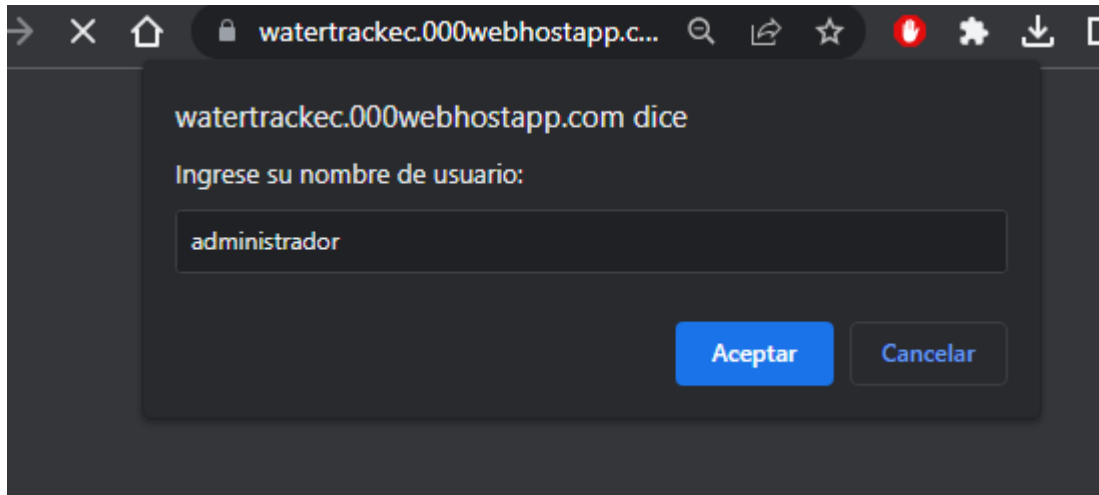 watertrackec.000webhostapp.c...
watertrackec.000webhostapp.com dice
Ingrese su nombre de usuario:
administrador
Aceptar
Cancelar